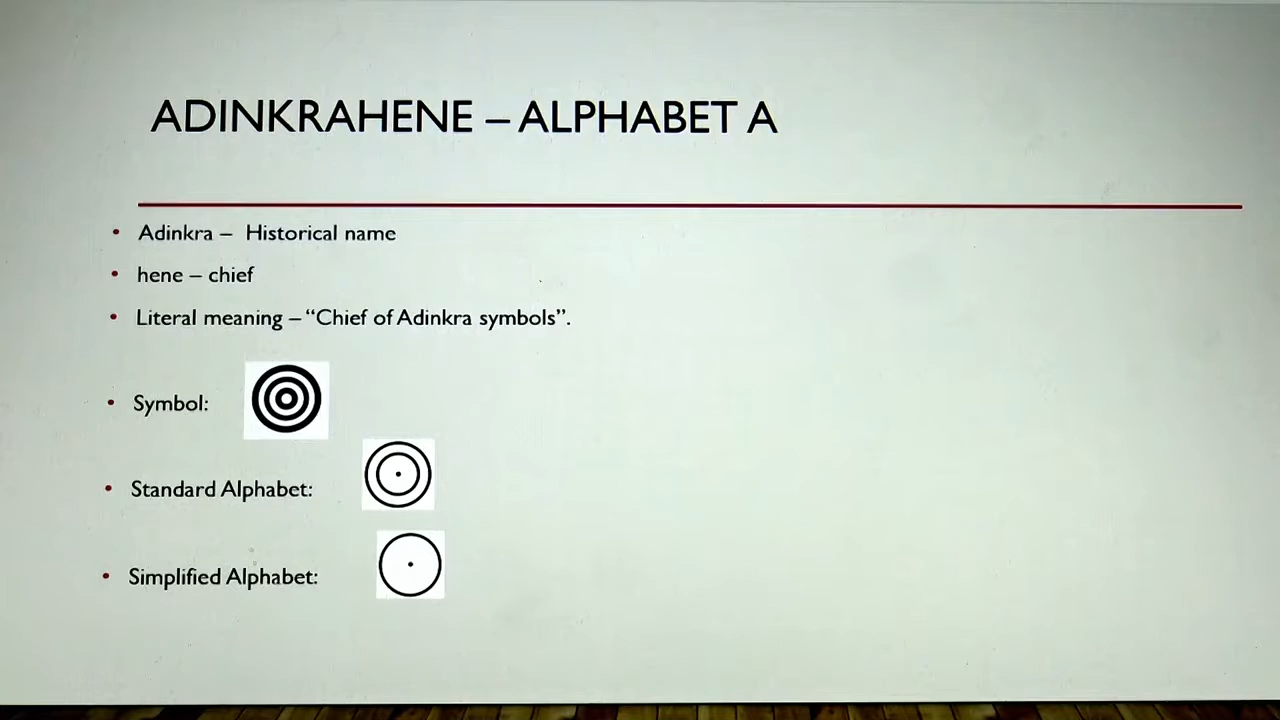 ADINKRAHENE – ALPHABET A
Adinkra – Historical name
hene – chief
Literal meaning – “Chief of Adinkra symbols”.
Symbol:
Standard Alphabet:
Simplified Alphabet: